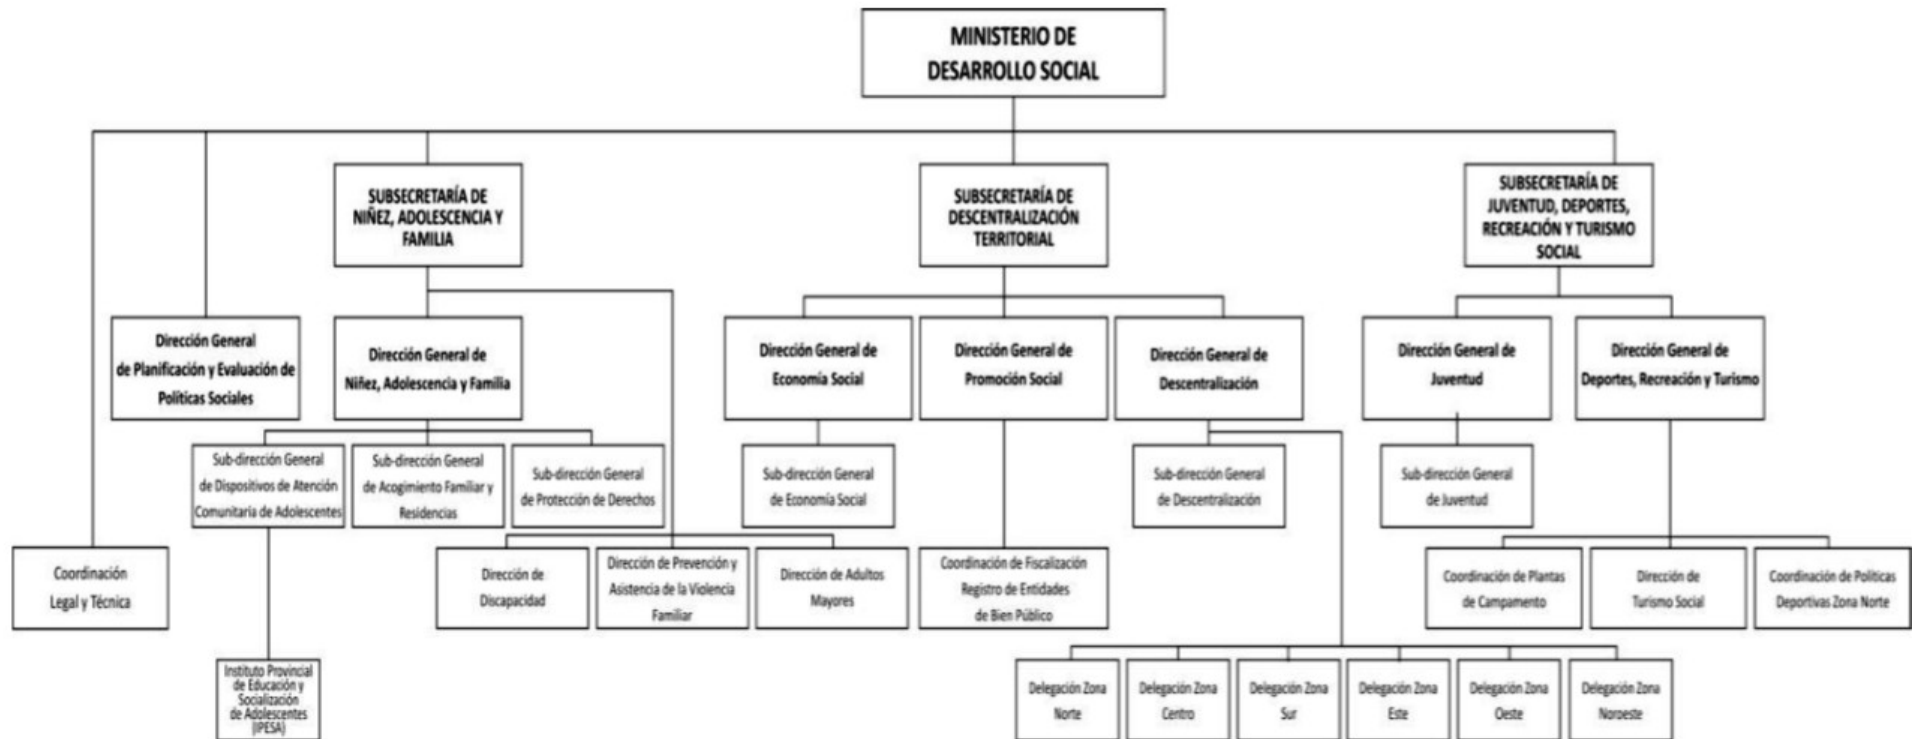 MINISTERIO DE
DESARROLLO SOCIAL
SUBSECRETARÍA DE
NIÑEZ, ADOLESCENCIA Y
FAMILIA
SUBSECRETARÍA DE
DESCENTRALIZACIÓN
TERRITORIAL
SUBSECRETARÍA DE
JUVENTUD, DEPORTES,
RECREACIÓN Y TURISMO
SOCIAL
Dirección General
de Planificación y Evaluación de
Políticas Sociales
Dirección General de
Niñez, Adolescencia y Familia
Dirección General de
Economía Social
Dirección General de
Promoción Social
Dirección General de
Descentralización
Dirección General de
Juventud
Dirección General de
Deportes, Recreación y Turismo
Sub-dirección General
de Dispositivos de Atención
Comunitaria de Adolescentes
Sub-dirección General
de Acogimiento Familiar y
Residencias
Sub-dirección General
de Protección de Derechos
Sub-dirección General
de Economía Social
Sub-dirección General
de Descentralización
Sub-dirección General
de Juventud
Coordinación
Legal y Técnica
Dirección de
Discapacidad
Dirección de Prevención y
Asistencia de la Violencia
Familiar
Dirección de Adultos
Mayores
Coordinación de Fiscalización
Registro de Entidades
de Bien Público
Coordinación de Plantas
de Campamento
Dirección de
Turismo Social
Coordinación de Políticas
Deportivas Zona Norte
Instituto Provincial
de Educación y
Socialización
de Adolescentes
(IPESA)
Delegación Zona
Norte
Delegación Zona
Centro
Delegación Zona
Sur
Delegación Zona
Este
Delegación Zona
Oeste
Delegación Zona
Noroeste